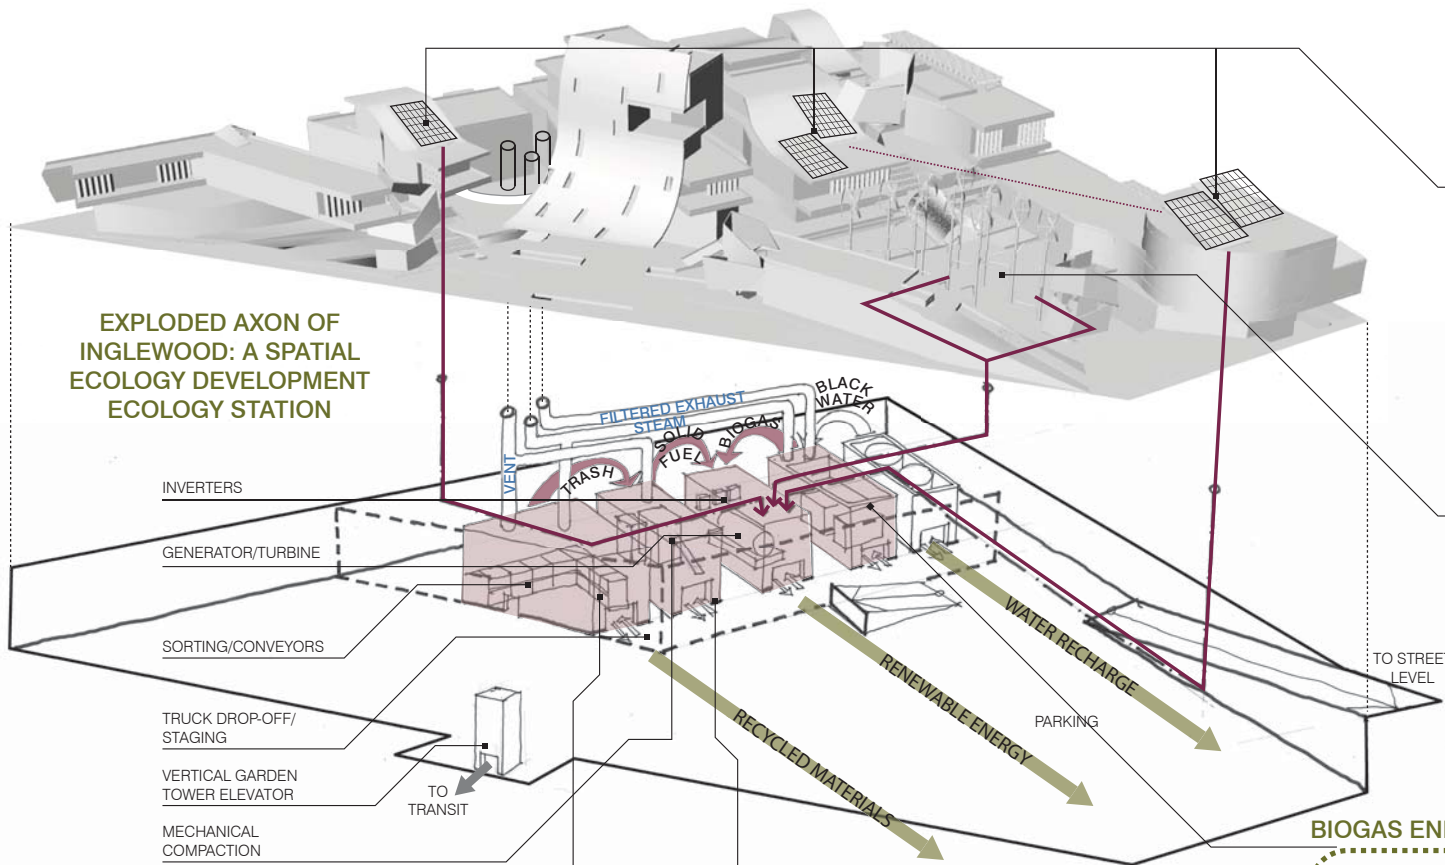 EXPLODED AXON OF
INGLEWOOD: A SPATIAL
ECOLOGY DEVELOPMENT
ECOLOGY STATION
BLACK
WATER
FILTERED EXHAUST
STEAM
BIOGAS
SOLID
FUEL
TRASH
VENT
INVERTERS
GENERATOR/TURBINE
SORTING/CONVEYORS
TRUCK DROP-OFF/
STAGING
VERTICAL GARDEN
TOWER ELEVATOR
MECHANICAL
COMPACTION
TO
TRANSIT
RECYCLED MATERIALS
RENEWABLE ENERGY
WATER RECHARGE
PARKING
TO STREET
LEVEL
BIOGAS EN